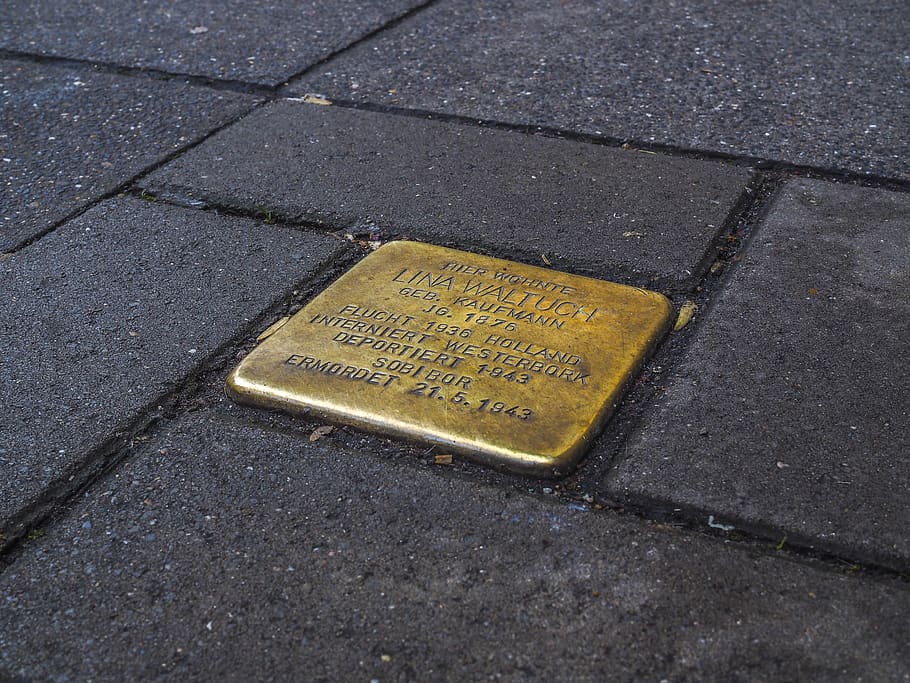 HIER WOHNTE
LINA WALTUCH
GEB. KAUFMANN
JG. 1876
FLUCHT 1936 HOLLAND
INTERNIERT WESTERBORK
DEPORTIERT 1943
SOBIBOR
ERMORDET 21.5.1943